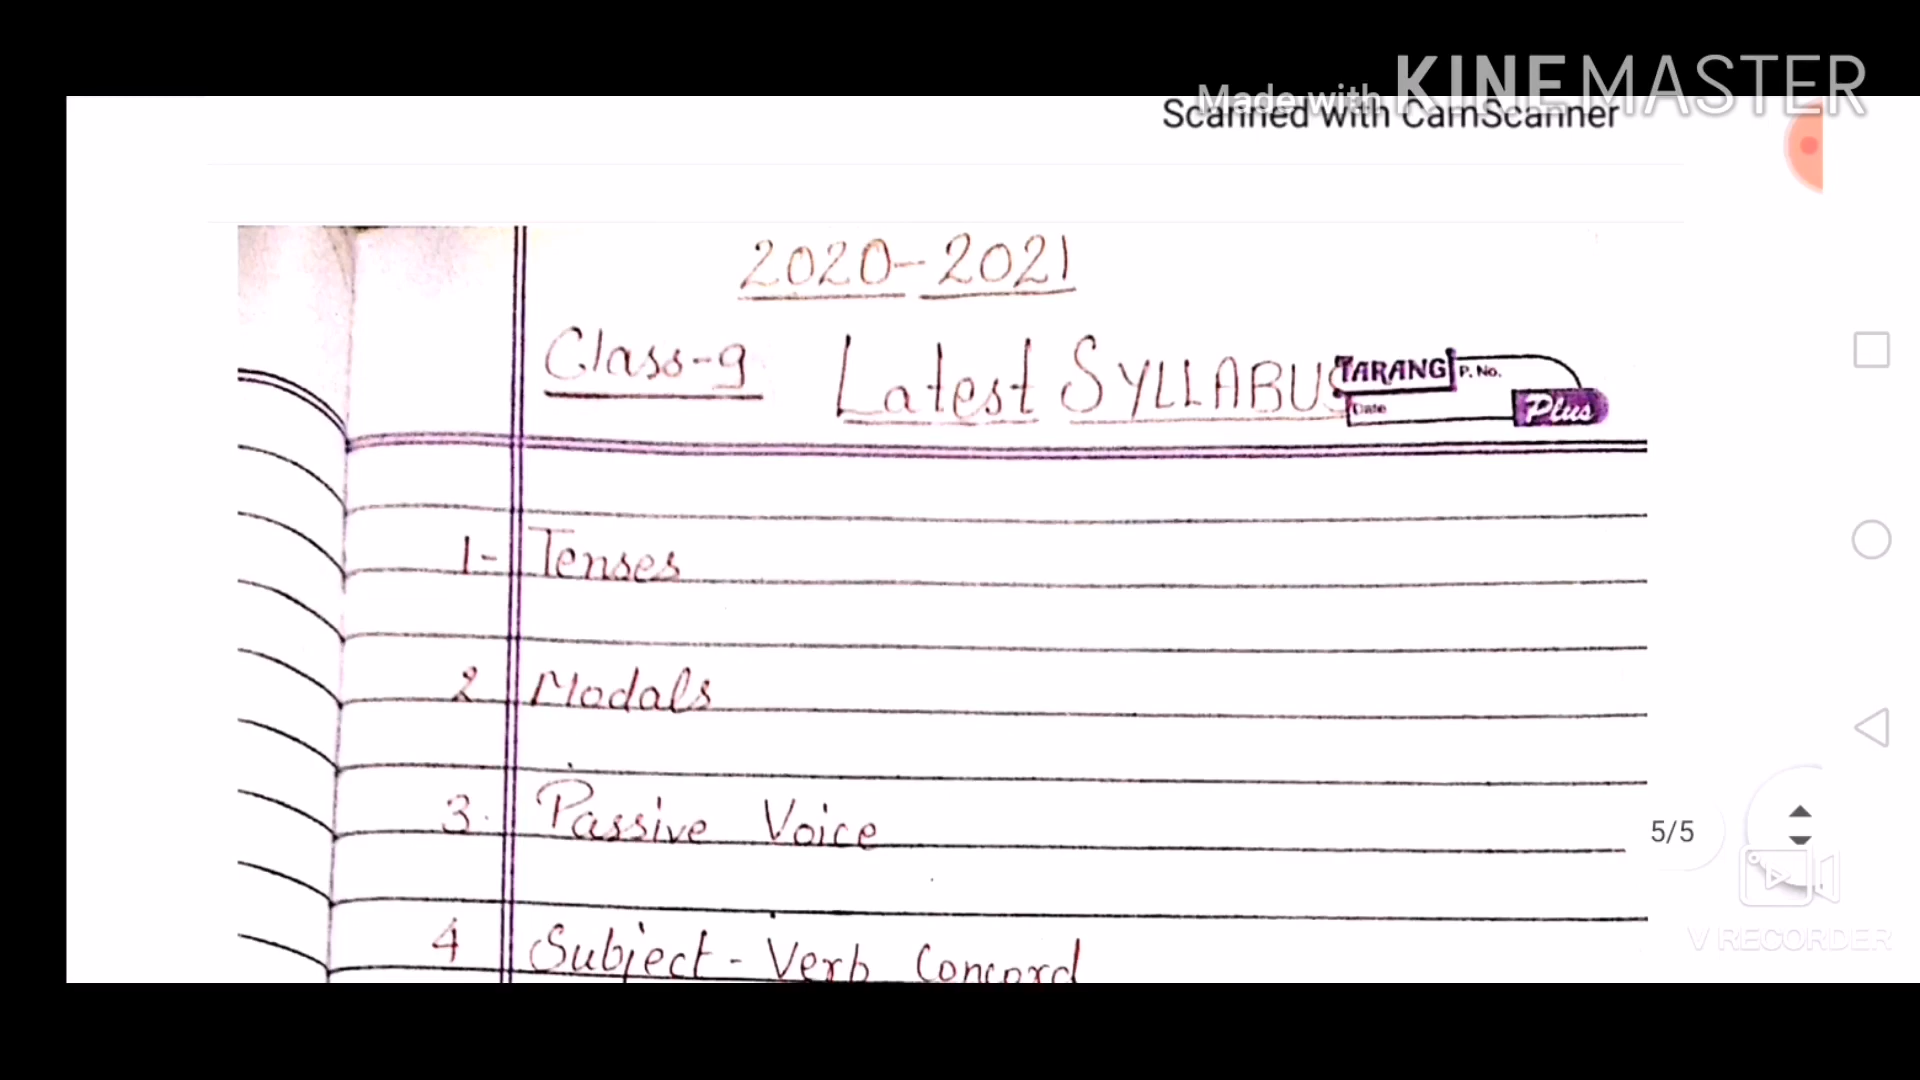 Made with KINEMASTER
Scanned with CamScanner
2020-2021
Class-9 Latest SYLLABUS
TARANG P. No.
Date
Plus
1- Tenses
2 Modals
3. Passive Voice
5/5
4 Subject-Verb Concord
V RECORDER